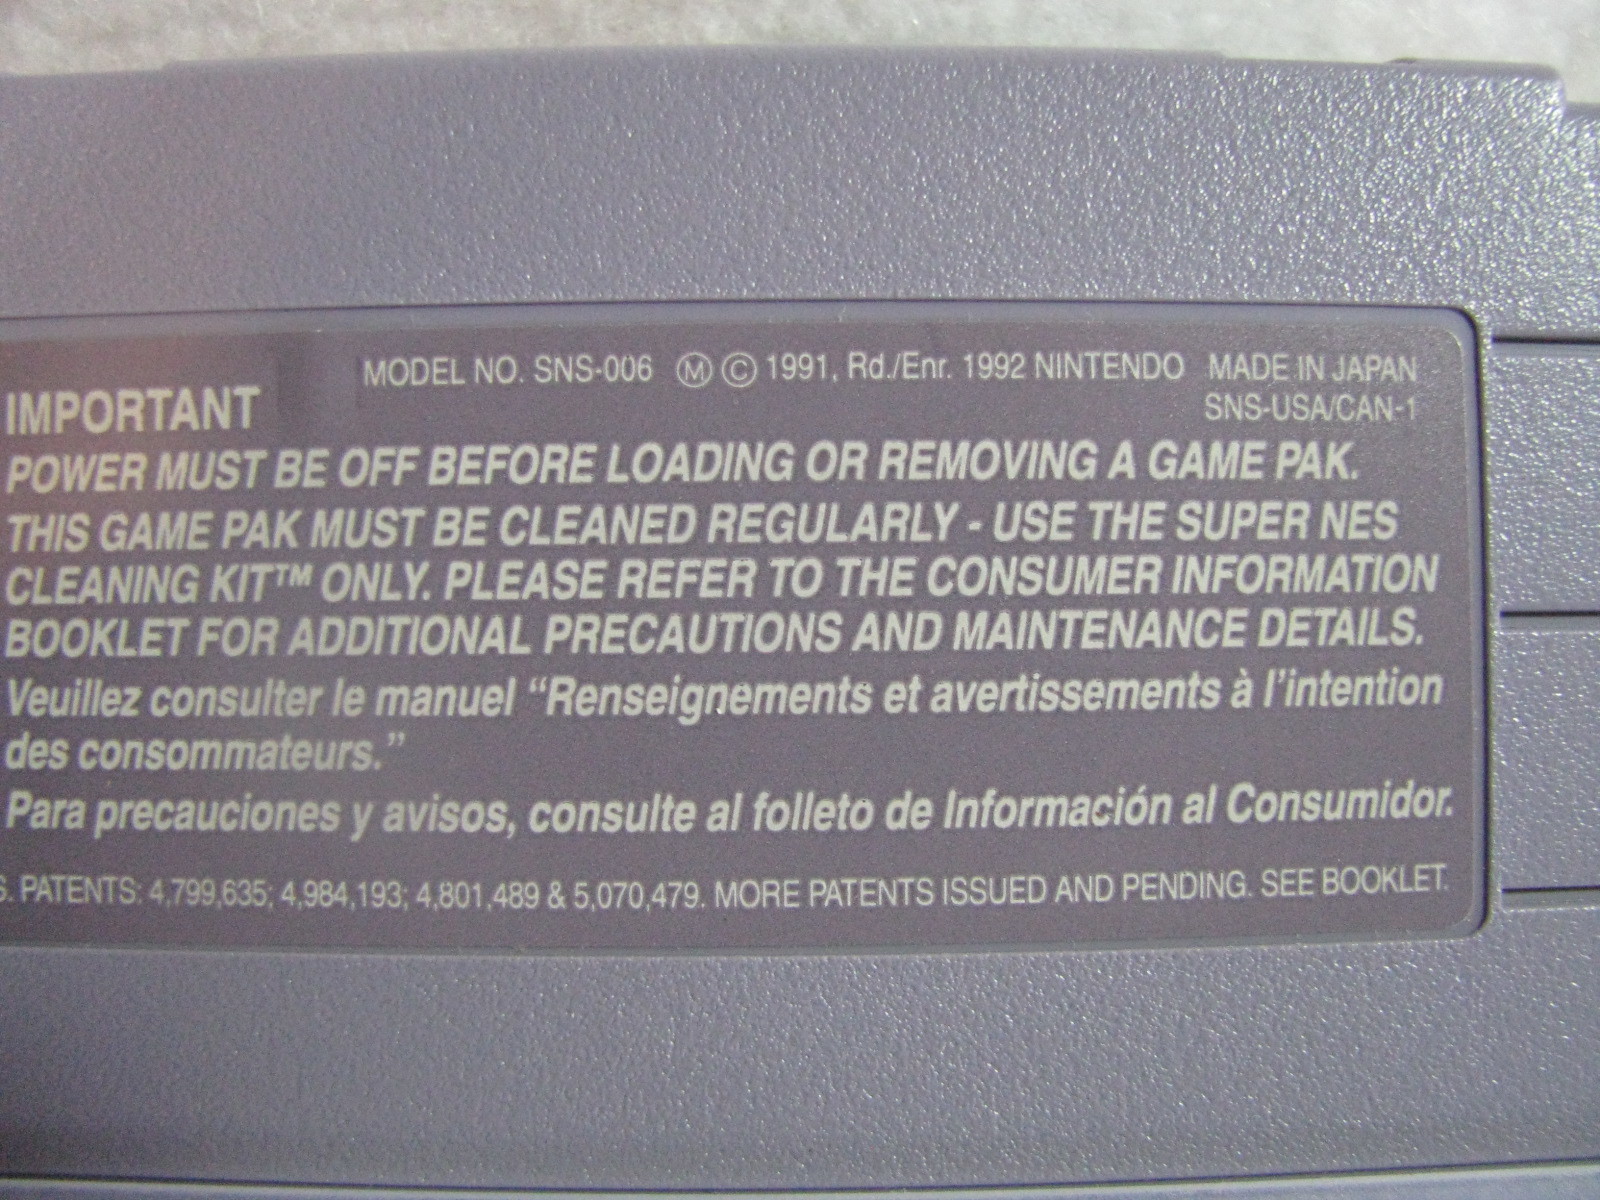 MODEL NO. SNS-006 Ⓜ © 1991, Rd./Enr. 1992 NINTENDO MADE IN JAPAN
SNS-USA/CAN-1
IMPORTANT
POWER MUST BE OFF BEFORE LOADING OR REMOVING A GAME PAK.
THIS GAME PAK MUST BE CLEANED REGULARLY - USE THE SUPER NES
CLEANING KIT™ ONLY. PLEASE REFER TO THE CONSUMER INFORMATION
BOOKLET FOR ADDITIONAL PRECAUTIONS AND MAINTENANCE DETAILS.
Veuillez consulter le manuel “Renseignements et avertissements à l’intention
des consommateurs.”
Para precauciones y avisos, consulte al folleto de Información al Consumidor.
S. PATENTS: 4,799,635; 4,984,193; 4,801,489 & 5,070,479. MORE PATENTS ISSUED AND PENDING. SEE BOOKLET.